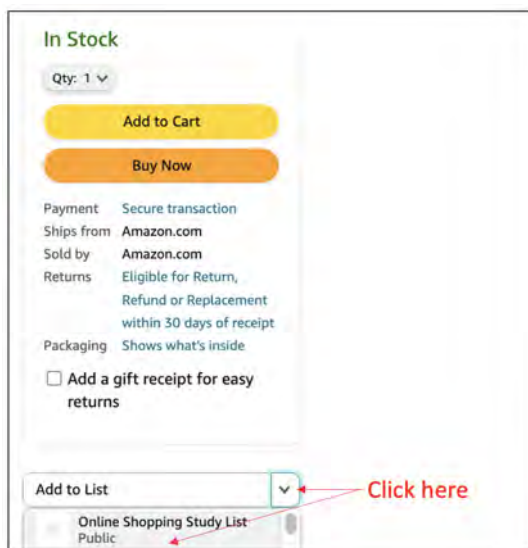 In Stock
Qty: 1
Add to Cart
Buy Now
Payment Secure transaction
Ships from Amazon.com
Sold by Amazon.com
Returns Eligible for Return,
Refund or Replacement
within 30 days of receipt
Packaging Shows what's inside
Add a gift receipt for easy
returns
Add to List
Click here
Online Shopping Study List
Public